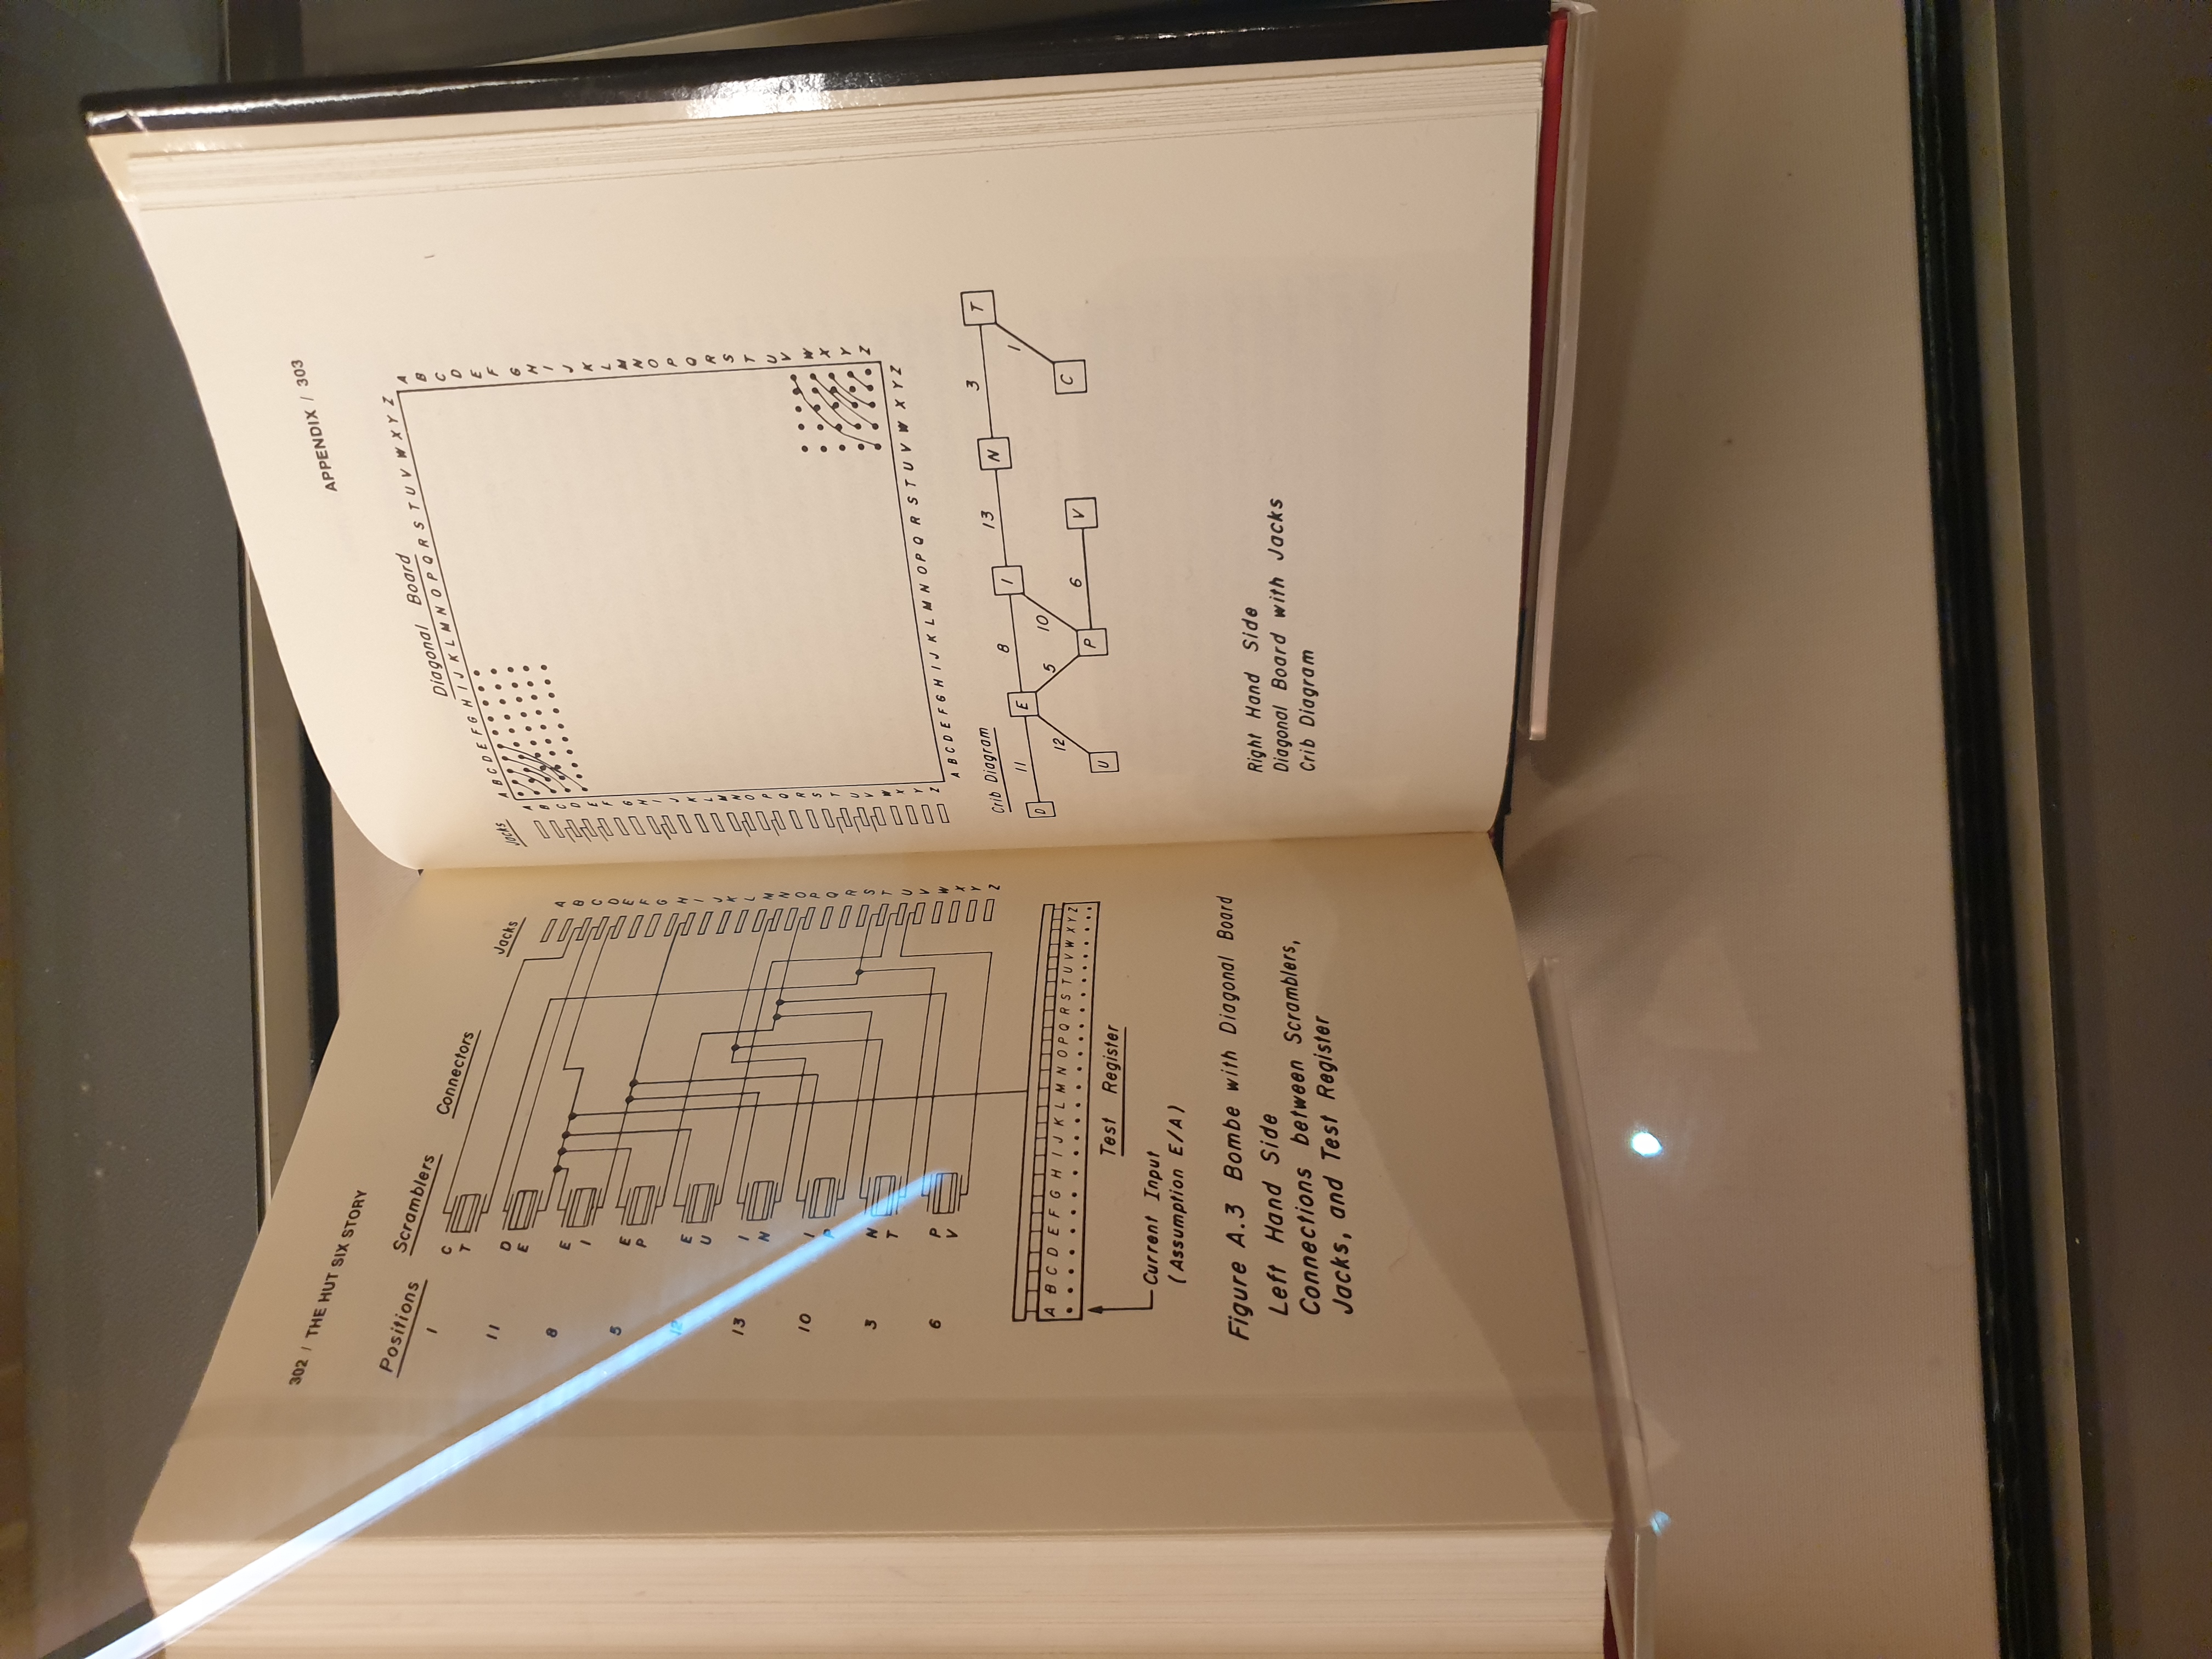 302 / THE HUT SIX STORY
Positions Scramblers Connectors
Jacks
1 C T
11 D E
8 E I
5 E P
12 E U
13 I N
10 I P
3 N T
6 P V
A
B
C
D
E
F
G
H
I
J
K
L
M
N
O
P
Q
R
S
T
U
V
W
X
Y
Z
A B C D E F G H I J K L M N O P Q R S T U V W X Y Z
Test Register
Current Input
(Assumption E/A)
Figure A.3 Bombe with Diagonal Board
Left Hand Side
Connections between Scramblers,
Jacks, and Test Register
APPENDIX / 303
Diagonal Board
Jacks
A B C D E F G H I J K L M N O P Q R S T U V W X Y Z
A A
B B
C C
D D
E E
F F
G G
H H
I I
J J
K K
L L
M M
N N
O O
P P
Q Q
R R
S S
T T
U U
V V
W W
X X
Y Y
Z Z
A B C D E F G H I J K L M N O P Q R S T U V W X Y Z
Crib Diagram
D 11 E 8 I 13 N 3 T
12 5 10 1
U P 6 V C
Right Hand Side
Diagonal Board with Jacks
Crib Diagram